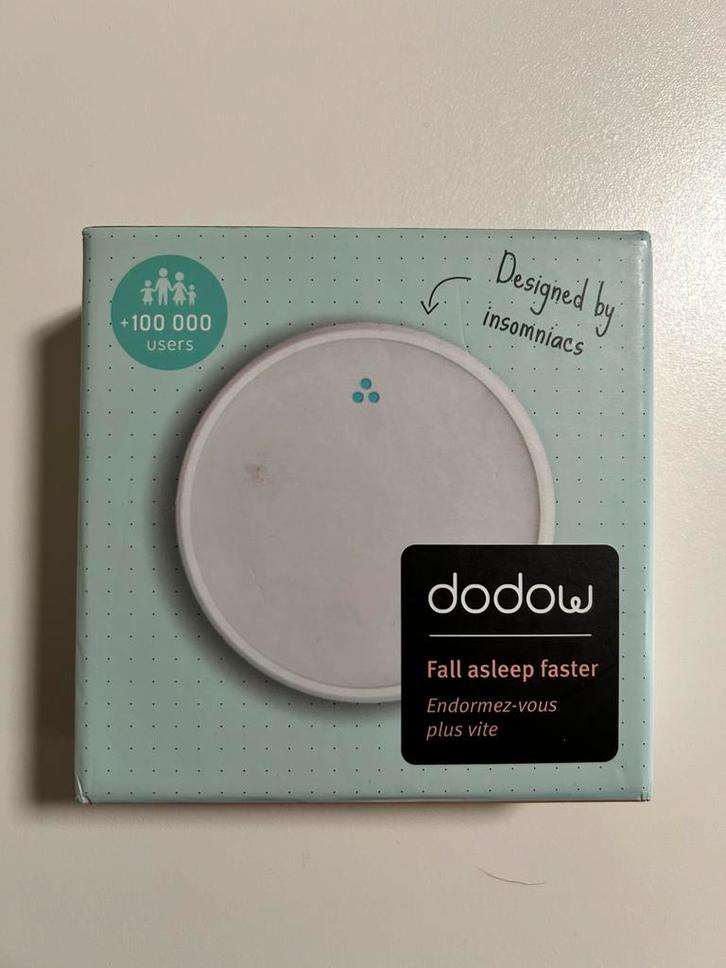 +100 000
users
Designed by
insomniacs
dodow
Fall asleep faster
Endormez-vous
plus vite